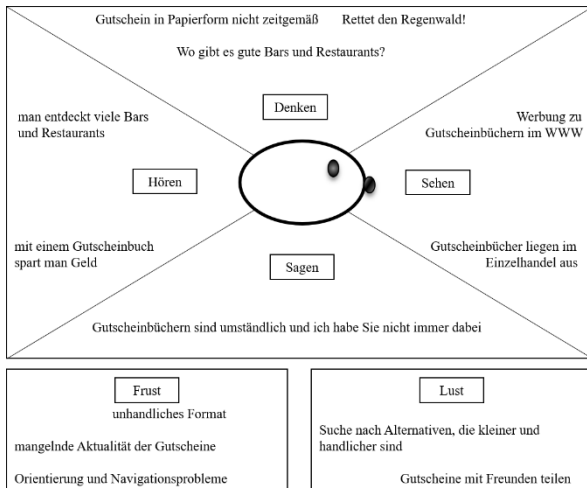 Gutschein in Papierform nicht zeitgemäß Rettet den Regenwald!
Wo gibt es gute Bars und Restaurants?
Denken
man entdeckt viele Bars
und Restaurants
Werbung zu
Gutscheinbüchern im WWW
Hören
Sehen
mit einem Gutscheinbuch
spart man Geld
Gutscheinbücher liegen im
Einzelhandel aus
Sagen
Gutscheinbüchern sind umständlich und ich habe Sie nicht immer dabei
Frust
unhandliches Format
mangelnde Aktualität der Gutscheine
Orientierung und Navigationsprobleme
Lust
Suche nach Alternativen, die kleiner und
handlicher sind
Gutscheine mit Freunden teilen